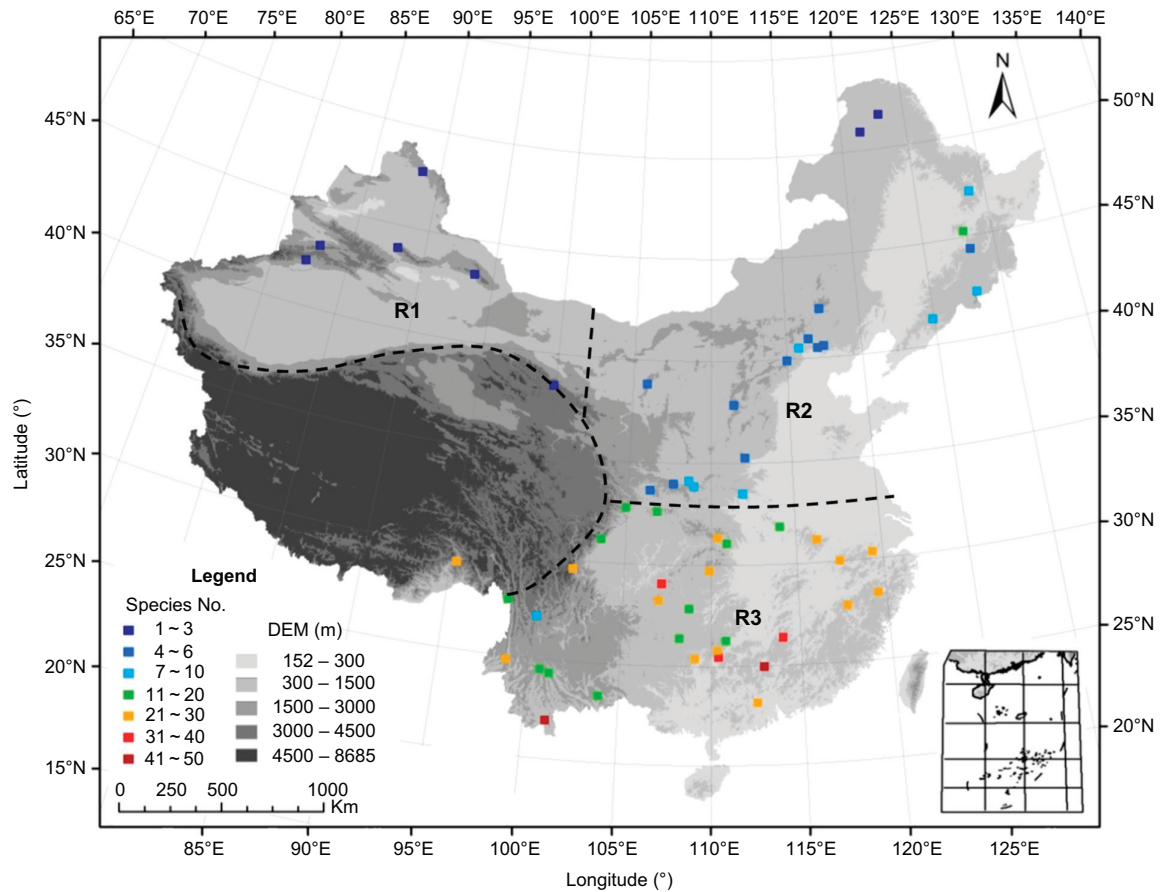 65°E 70°E 75°E 80°E 85°E 90°E 95°E 100°E 105°E 110°E 115°E 120°E 125°E 130°E 135°E 140°E
N
45°N
40°N
35°N
30°N
25°N
20°N
15°N
Latitude (°)
50°N
45°N
40°N
35°N
30°N
25°N
20°N
R1
R2
R3
Legend
Species No.
1 ~ 3
4 ~ 6
7 ~ 10
11 ~ 20
21 ~ 30
31 ~ 40
41 ~ 50
DEM (m)
152 – 300
300 – 1500
1500 – 3000
3000 – 4500
4500 – 8685
0 250 500 1000
Km
85°E 90°E 95°E 100°E 105°E 110°E 115°E 120°E 125°E
Longitude (°)